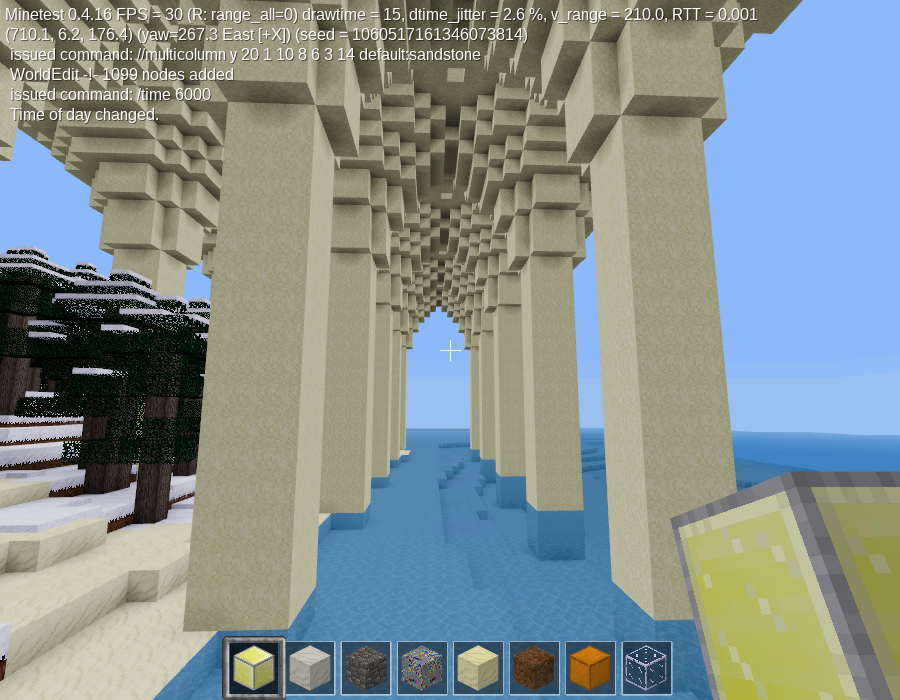 Minetest 0.4.16 FPS = 30 (R: range_all=0) drawtime = 15, dtime_jitter = 2.6 %, v_range = 210.0, RTT = 0.001
(710.1, 6.2, 176.4) (yaw=267.3 East [+X]) (seed = 1060517161346073814)
issued command: //multicolumn y 20 1 10 8 6 3 14 default:sandstone
WorldEdit -!- 1099 nodes added
issued command: /time 6000
Time of day changed.